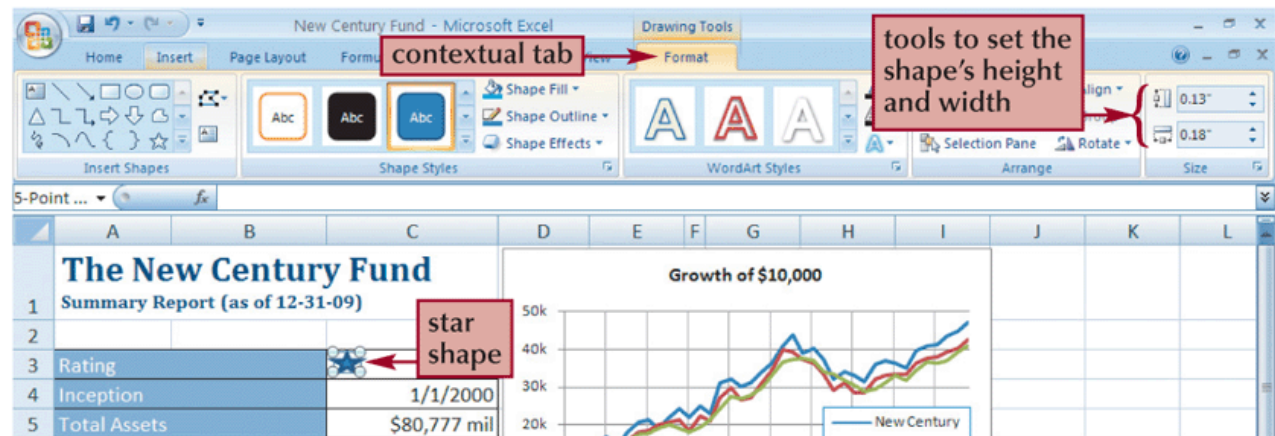 New Century Fund - Microsoft Excel
Drawing Tools
Home Insert Page Layout
contextual tab
Format
tools to set the
shape's height
and width
Abc Abc Abc
Shape Fill
Shape Outline
Shape Effects
A A A
Selection Pane Rotate
0.13"
0.18"
Insert Shapes Shape Styles WordArt Styles Arrange Size
5-Point ... fx
A B C D E F G H I J K L
1 The New Century Fund
Summary Report (as of 12-31-09)
2
3 Rating
star
shape
4 Inception 1/1/2000
5 Total Assets $80,777 mil
Growth of $10,000
50k
40k
30k
20k
New Century